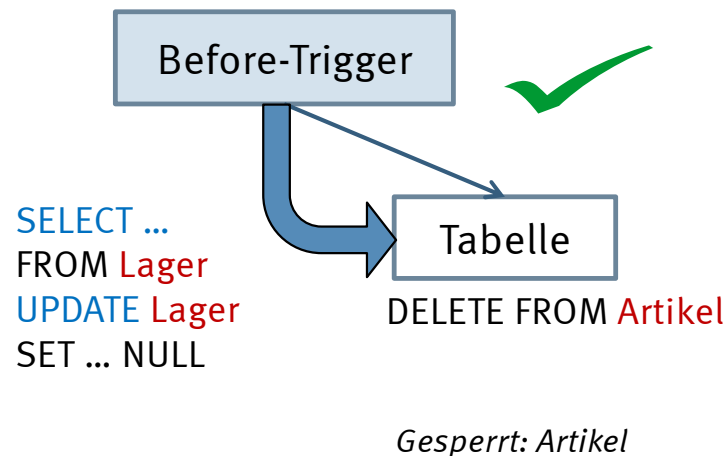 Before-Trigger
SELECT ...
FROM Lager
UPDATE Lager
SET ... NULL
Tabelle
DELETE FROM Artikel
Gesperrt: Artikel